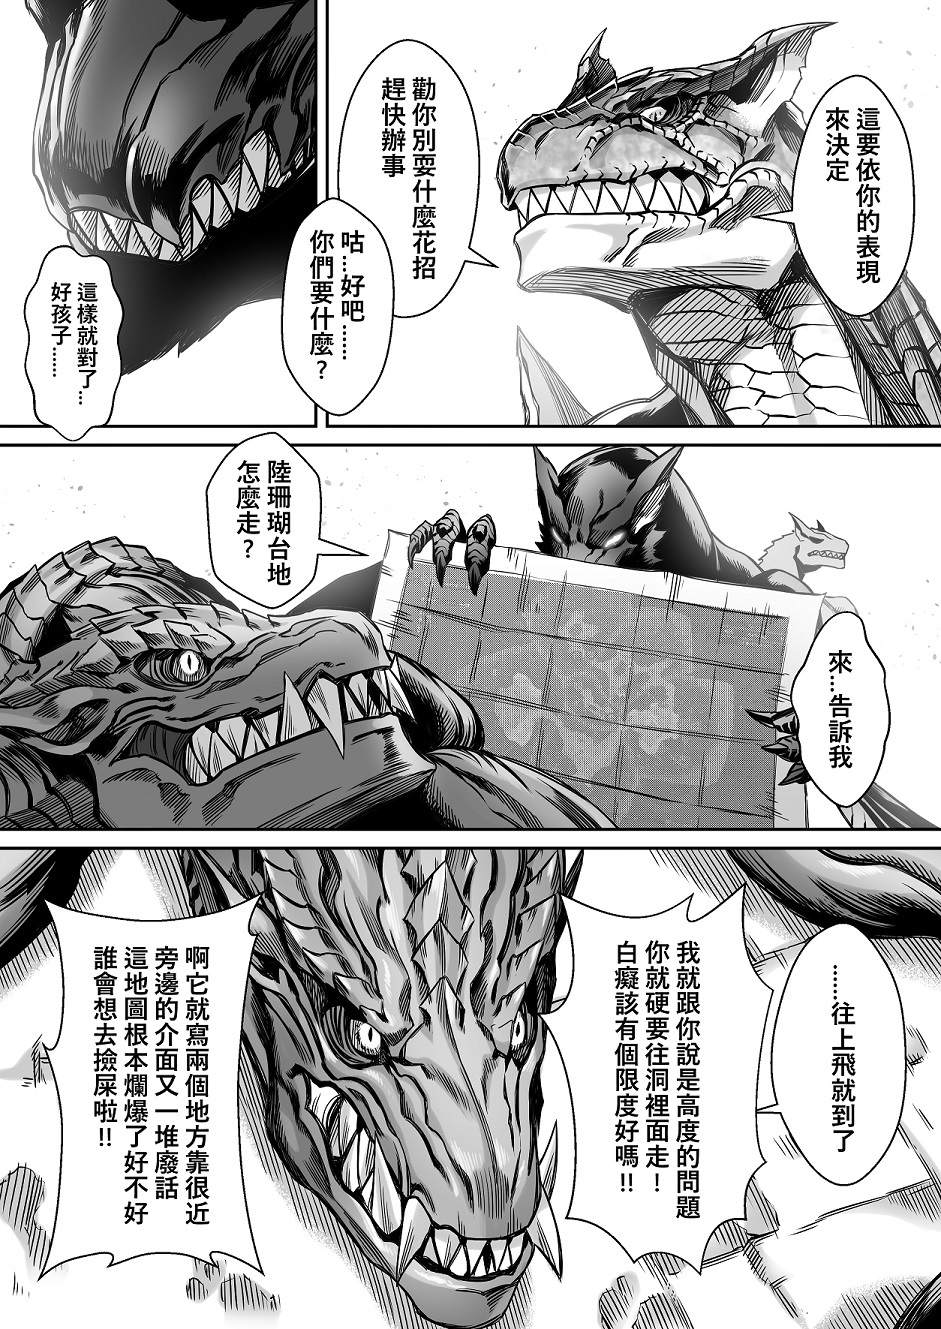 這要依你的表現
來決定
勸你別耍什麼花招
趕快辦事
咕...好吧......
你們要什麼？
這樣就對了...
好孩子......
陸珊瑚台地
怎麼走？
來...告訴我
......往上飛就到了
我就跟你說是高度的問題
你就硬要往洞裡面走！
白癡該有個限度好嗎!!
啊它就寫兩個地方靠很近
旁邊的介面又一堆廢話
這地圖根本爛爆了好不好
誰會想去撿屎啦!!